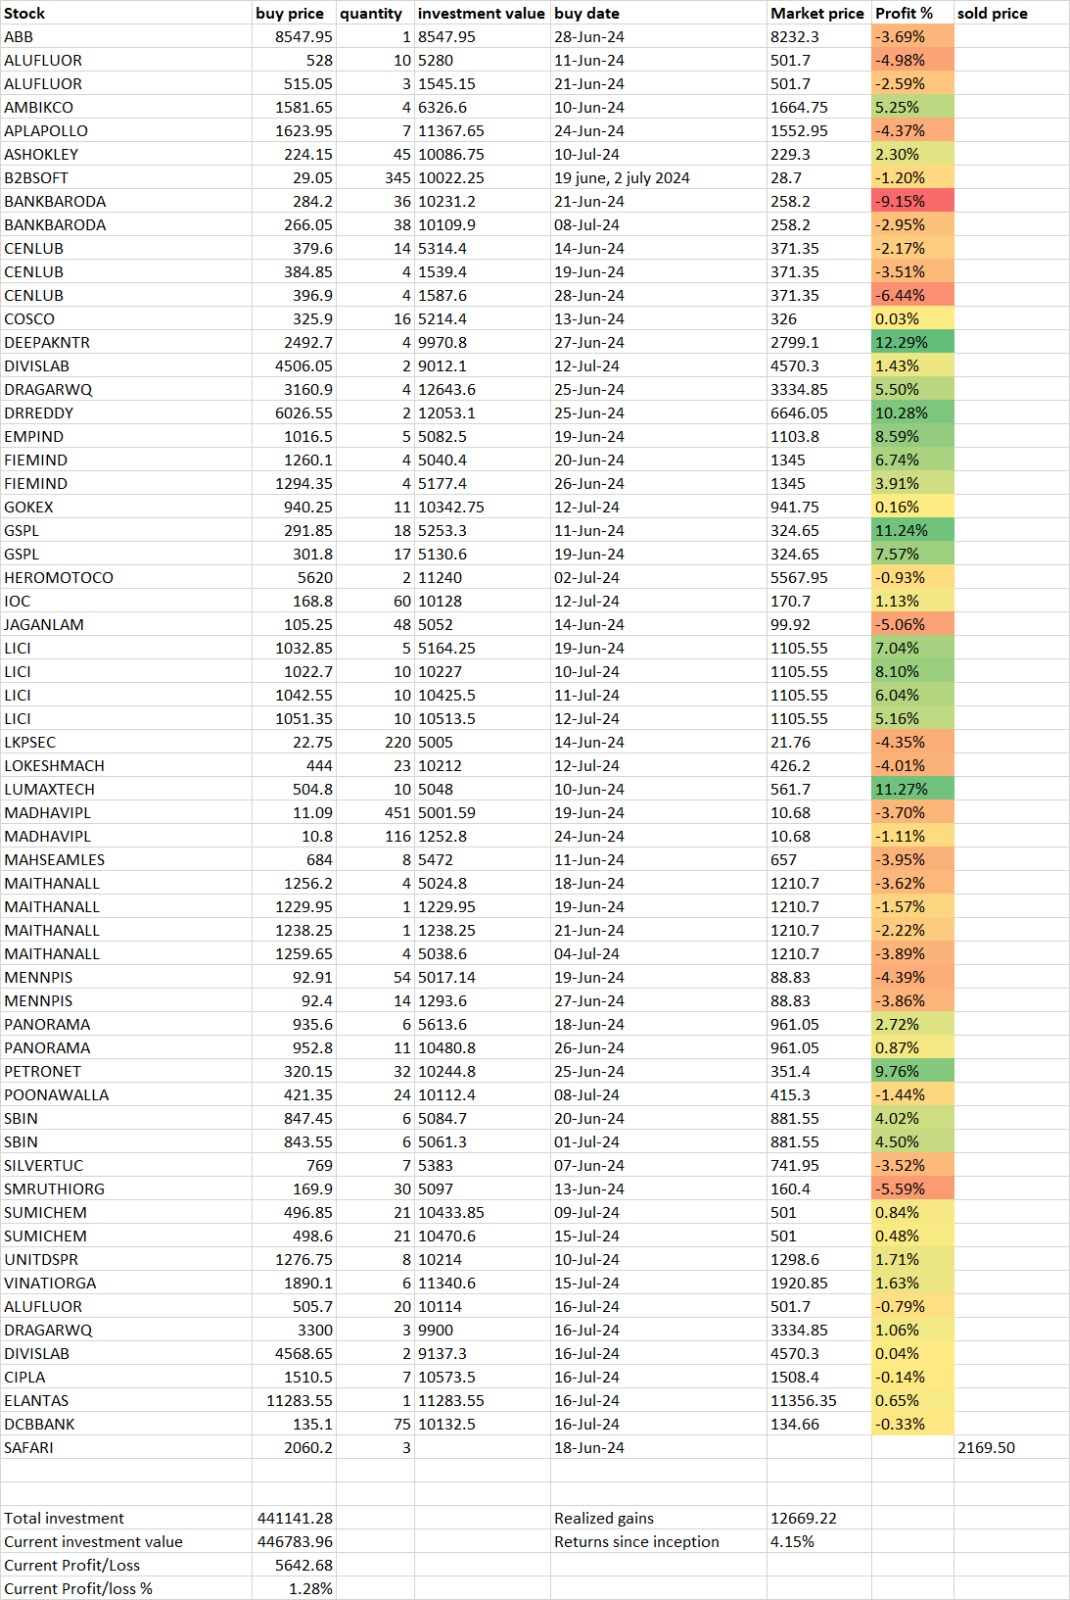 Stock buy price quantity investment value buy date Market price Profit % sold price
ABB 8547.95 1 8547.95 28-Jun-24 8232.3 -3.69%
ALUFLUOR 528 10 5280 11-Jun-24 501.7 -4.98%
ALUFLUOR 515.05 3 1545.15 21-Jun-24 501.7 -2.59%
AMBIKCO 1581.65 4 6326.6 10-Jun-24 1664.75 5.25%
APLAPOLLO 1623.95 7 11367.65 24-Jun-24 1552.95 -4.37%
ASHOKLEY 224.15 45 10086.75 10-Jul-24 229.3 2.30%
B2BSOFT 29.05 345 10022.25 19 june, 2 july 2024 28.7 -1.20%
BANKBARODA 284.2 36 10231.2 21-Jun-24 258.2 -9.15%
BANKBARODA 266.05 38 10109.9 08-Jul-24 258.2 -2.95%
CENLUB 379.6 14 5314.4 14-Jun-24 371.35 -2.17%
CENLUB 384.85 4 1539.4 19-Jun-24 371.35 -3.51%
CENLUB 396.9 4 1587.6 28-Jun-24 371.35 -6.44%
COSCO 325.9 16 5214.4 13-Jun-24 326 0.03%
DEEPAKNTR 2492.7 4 9970.8 27-Jun-24 2799.1 12.29%
DIVISLAB 4506.05 2 9012.1 12-Jul-24 4570.3 1.43%
DRAGARWQ 3160.9 4 12643.6 25-Jun-24 3334.85 5.50%
DRREDDY 6026.55 2 12053.1 25-Jun-24 6646.05 10.28%
EMPIND 1016.5 5 5082.5 19-Jun-24 1103.8 8.59%
FIEMIND 1260.1 4 5040.4 20-Jun-24 1345 6.74%
FIEMIND 1294.35 4 5177.4 26-Jun-24 1345 3.91%
GOKEX 940.25 11 10342.75 12-Jul-24 941.75 0.16%
GSPL 291.85 18 5253.3 11-Jun-24 324.65 11.24%
GSPL 301.8 17 5130.6 19-Jun-24 324.65 7.57%
HEROMOTOCO 5620 2 11240 02-Jul-24 5567.95 -0.93%
IOC 168.8 60 10128 12-Jul-24 170.7 1.13%
JAGANLAM 105.25 48 5052 14-Jun-24 99.92 -5.06%
LICI 1032.85 5 5164.25 19-Jun-24 1105.55 7.04%
LICI 1022.7 10 10227 10-Jul-24 1105.55 8.10%
LICI 1042.55 10 10425.5 11-Jul-24 1105.55 6.04%
LICI 1051.35 10 10513.5 12-Jul-24 1105.55 5.16%
LKPSEC 22.75 220 5005 14-Jun-24 21.76 -4.35%
LOKESHMACH 444 23 10212 12-Jul-24 426.2 -4.01%
LUMAXTECH 504.8 10 5048 10-Jun-24 561.7 11.27%
MADHAVIPL 11.09 451 5001.59 19-Jun-24 10.68 -3.70%
MADHAVIPL 10.8 116 1252.8 24-Jun-24 10.68 -1.11%
MAHSEAMLES 684 8 5472 11-Jun-24 657 -3.95%
MAITHANALL 1256.2 4 5024.8 18-Jun-24 1210.7 -3.62%
MAITHANALL 1229.95 1 1229.95 19-Jun-24 1210.7 -1.57%
MAITHANALL 1238.25 1 1238.25 21-Jun-24 1210.7 -2.22%
MAITHANALL 1259.65 4 5038.6 04-Jul-24 1210.7 -3.89%
MENNPIS 92.91 54 5017.14 19-Jun-24 88.83 -4.39%
MENNPIS 92.4 14 1293.6 27-Jun-24 88.83 -3.86%
PANORAMA 935.6 6 5613.6 18-Jun-24 961.05 2.72%
PANORAMA 952.8 11 10480.8 26-Jun-24 961.05 0.87%
PETRONET 320.15 32 10244.8 25-Jun-24 351.4 9.76%
POONAWALLA 421.35 24 10112.4 08-Jul-24 415.3 -1.44%
SBIN 847.45 6 5084.7 20-Jun-24 881.55 4.02%
SBIN 843.55 6 5061.3 01-Jul-24 881.55 4.50%
SILVERTUC 769 7 5383 07-Jun-24 741.95 -3.52%
SMRUTHIORG 169.9 30 5097 13-Jun-24 160.4 -5.59%
SUMICHEM 496.85 21 10433.85 09-Jul-24 501 0.84%
SUMICHEM 498.6 21 10470.6 15-Jul-24 501 0.48%
UNITDSPR 1276.75 8 10214 10-Jul-24 1298.6 1.71%
VINATIORGA 1890.1 6 11340.6 15-Jul-24 1920.85 1.63%
ALUFLUOR 505.7 20 10114 16-Jul-24 501.7 -0.79%
DRAGARWQ 3300 3 9900 16-Jul-24 3334.85 1.06%
DIVISLAB 4568.65 2 9137.3 16-Jul-24 4570.3 0.04%
CIPLA 1510.5 7 10573.5 16-Jul-24 1508.4 -0.14%
ELANTAS 11283.55 1 11283.55 16-Jul-24 11356.35 0.65%
DCBBANK 135.1 75 10132.5 16-Jul-24 134.66 -0.33%
SAFARI 2060.2 3 18-Jun-24 2169.50
Total investment 441141.28 Realized gains 12669.22
Current investment value 446783.96 Returns since inception 4.15%
Current Profit/Loss 5642.68
Current Profit/loss % 1.28%